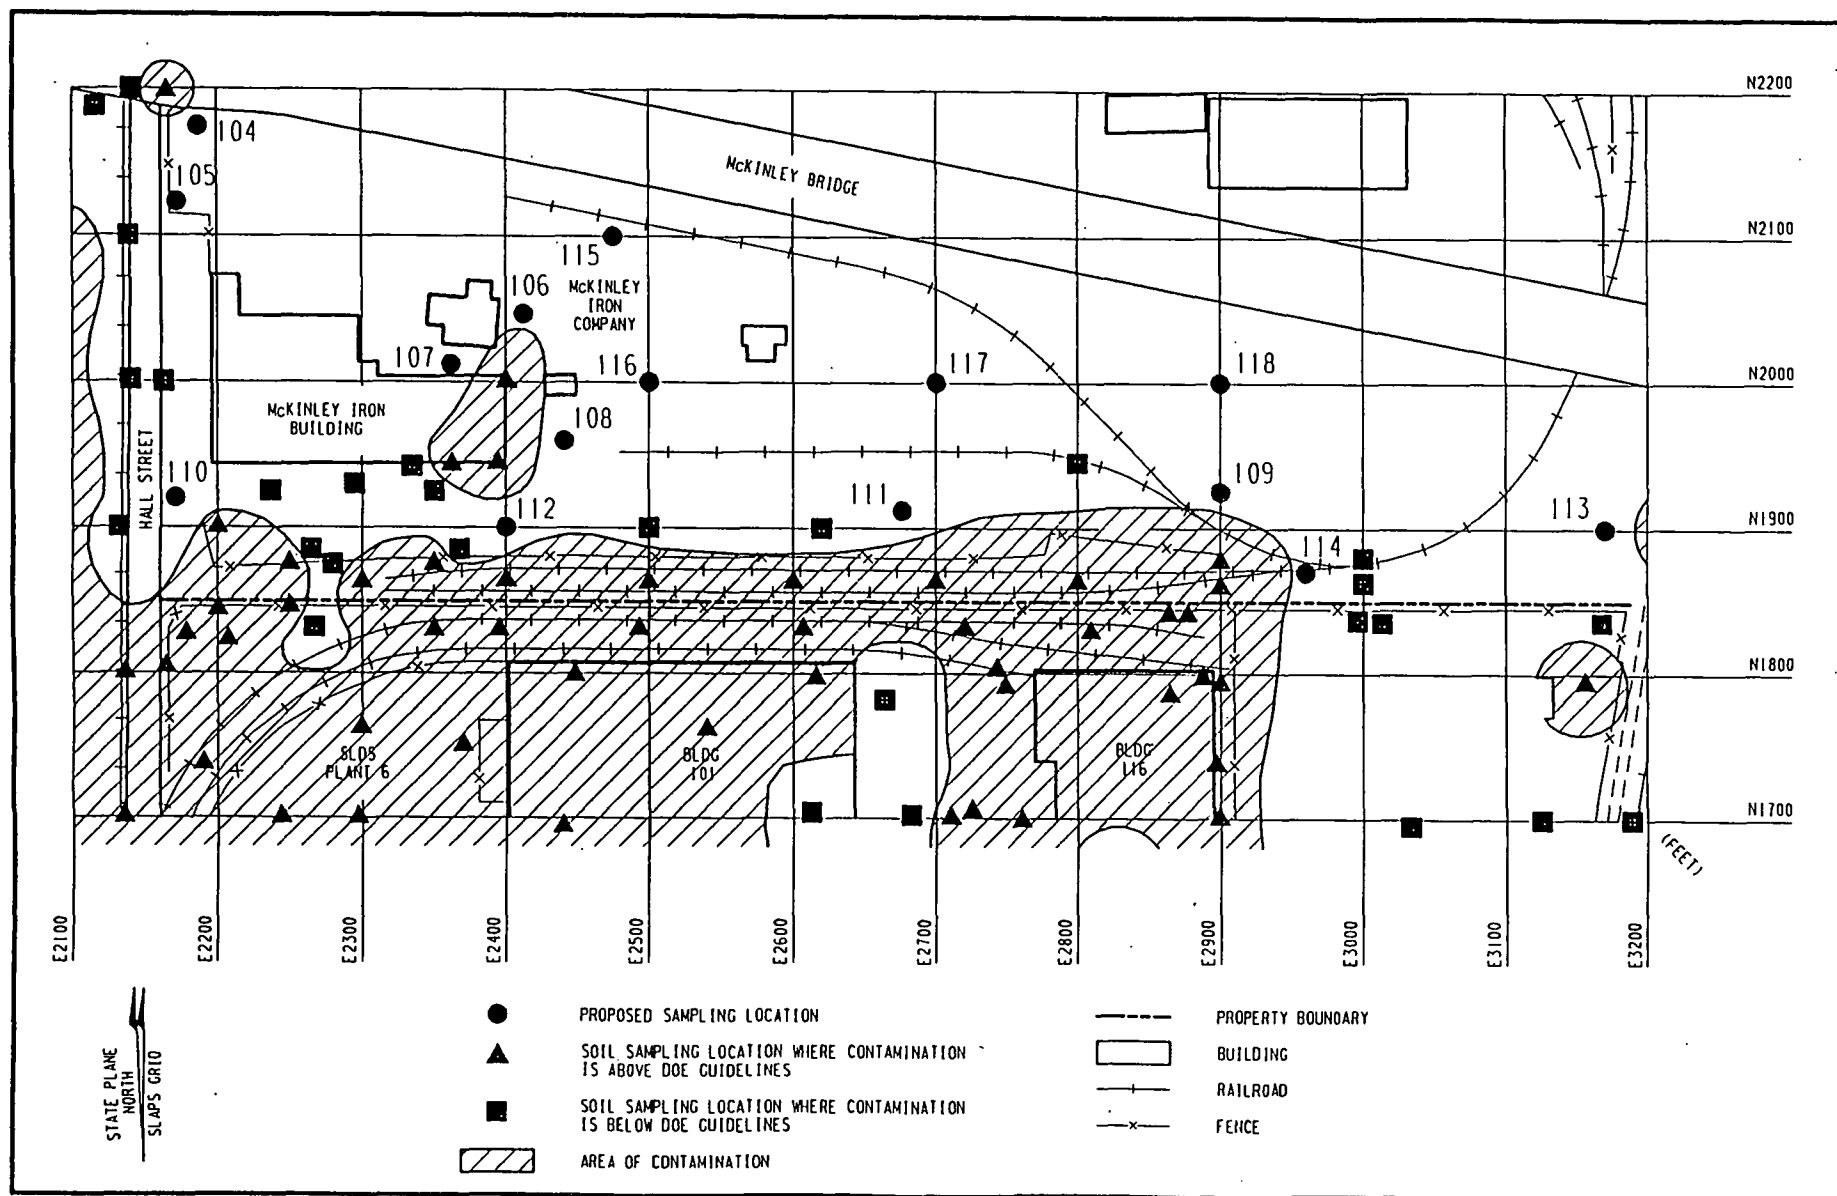 N2200
104
McKINLEY BRIDGE
105
N2100
115
106
McKINLEY
IRON
COMPANY
107
116
117
118
N2000
McKINLEY IRON
BUILDING
108
HALL STREET
110
111
109
112
113
N1900
114
N1800
SLDS
PLANT 6
BLDG
101
BLDG
116
N1700
(FEET)
E2100
E2200
E2300
E2400
E2500
E2600
E2700
E2800
E2900
E3000
E3100
E3200
STATE PLANE
NORTH
SLAPS GRID
PROPOSED SAMPLING LOCATION
SOIL SAMPLING LOCATION WHERE CONTAMINATION
IS ABOVE DOE GUIDELINES
SOIL SAMPLING LOCATION WHERE CONTAMINATION
IS BELOW DOE GUIDELINES
AREA OF CONTAMINATION
PROPERTY BOUNDARY
BUILDING
RAILROAD
FENCE